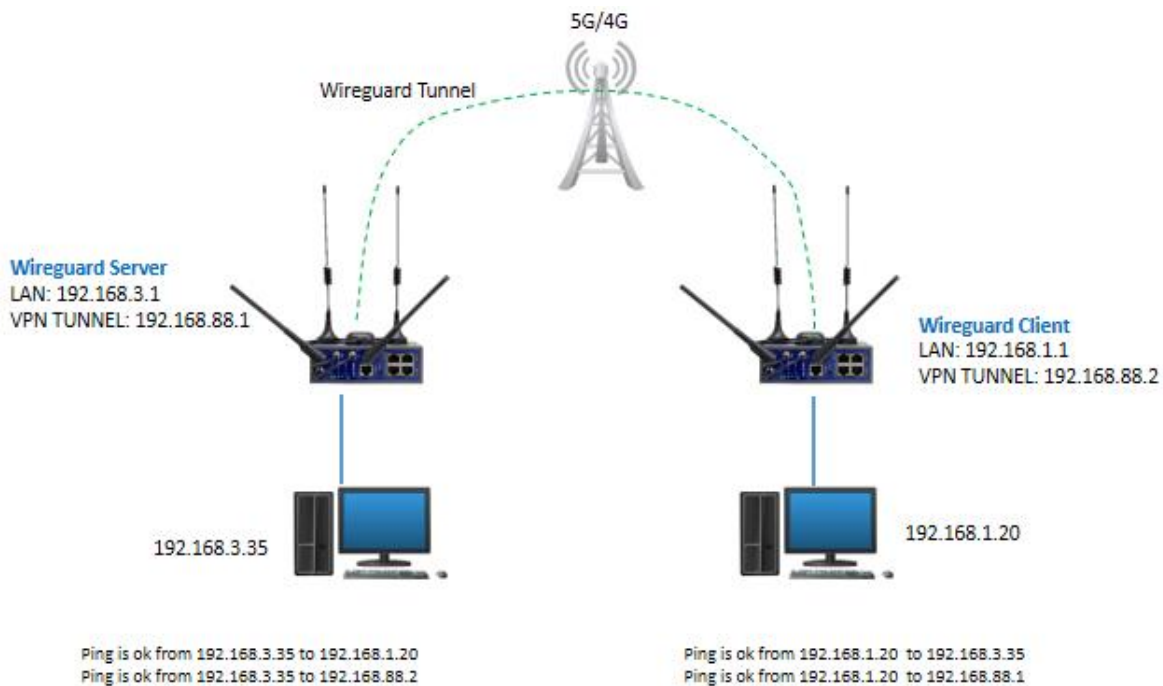 5G/4G
Wireguard Tunnel
Wireguard Server
LAN: 192.168.3.1
VPN TUNNEL: 192.168.88.1
Wireguard Client
LAN: 192.168.1.1
VPN TUNNEL: 192.168.88.2
192.168.3.35
192.168.1.20
Ping is ok from 192.168.3.35 to 192.168.1.20
Ping is ok from 192.168.3.35 to 192.168.88.2
Ping is ok from 192.168.1.20 to 192.168.3.35
Ping is ok from 192.168.1.20 to 192.168.88.1